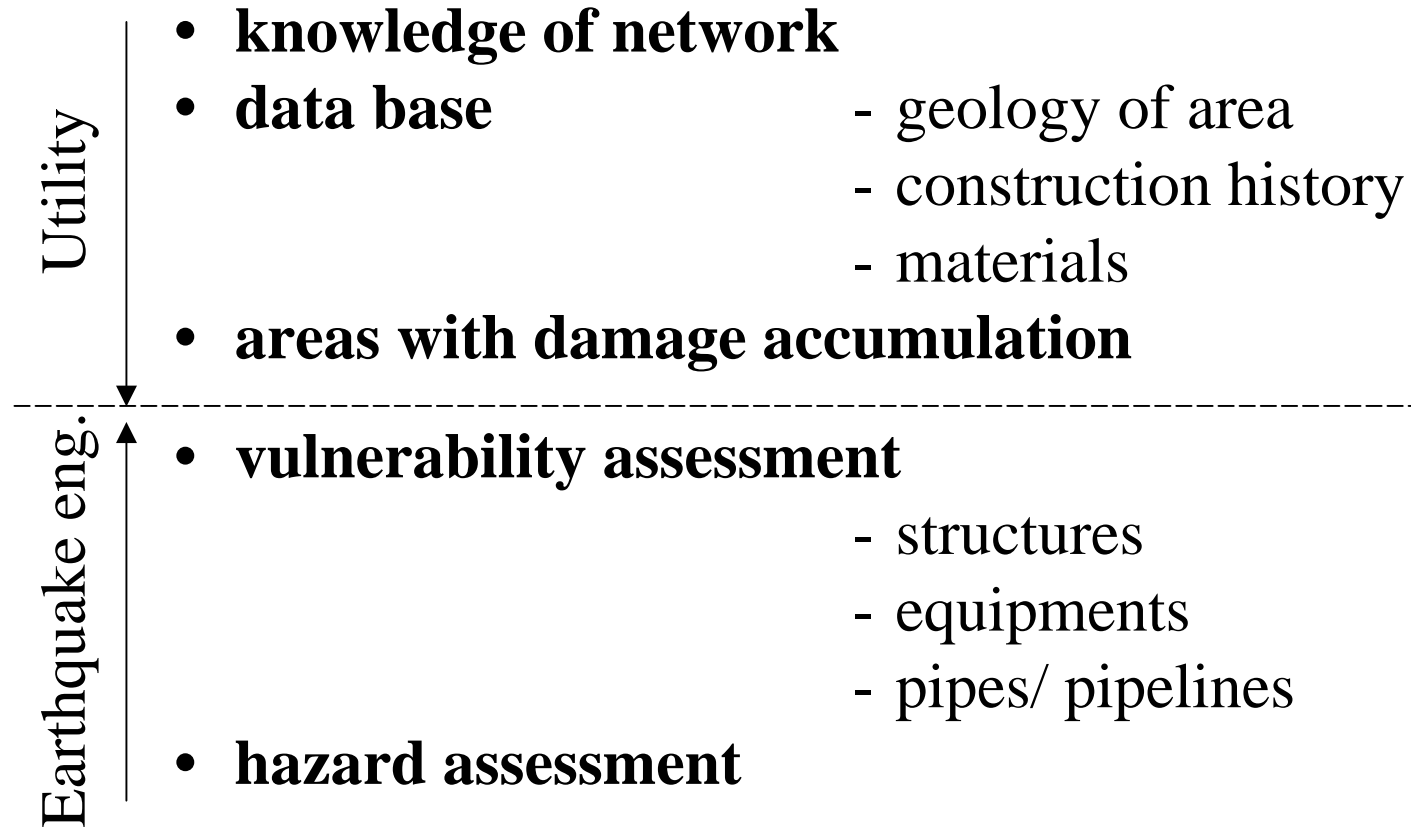 Utility
• knowledge of network
• data base
- geology of area
- construction history
- materials
• areas with damage accumulation
Earthquake eng.
• vulnerability assessment
- structures
- equipments
- pipes/ pipelines
• hazard assessment